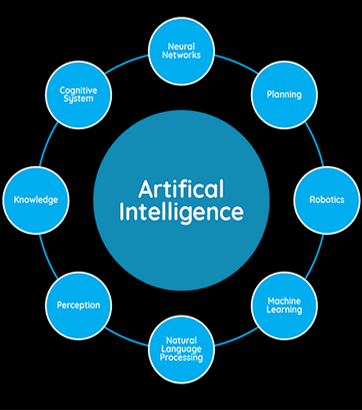 Neural
Networks
Cognitive
System
Planning
Artifical
Intelligence
Knowledge
Robotics
Perception
Machine
Learning
Natural
Language
Processing